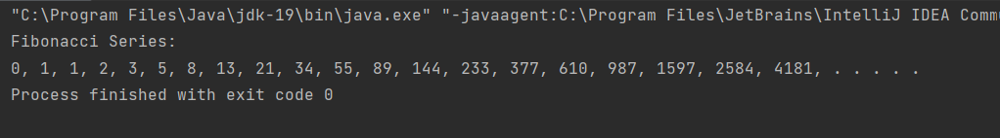 "C:\Program Files\Java\jdk-19\bin\java.exe" "-javaagent:C:\Program Files\JetBrains\IntelliJ IDEA Comm
Fibonacci Series:
0, 1, 1, 2, 3, 5, 8, 13, 21, 34, 55, 89, 144, 233, 377, 610, 987, 1597, 2584, 4181, . . . . .
Process finished with exit code 0